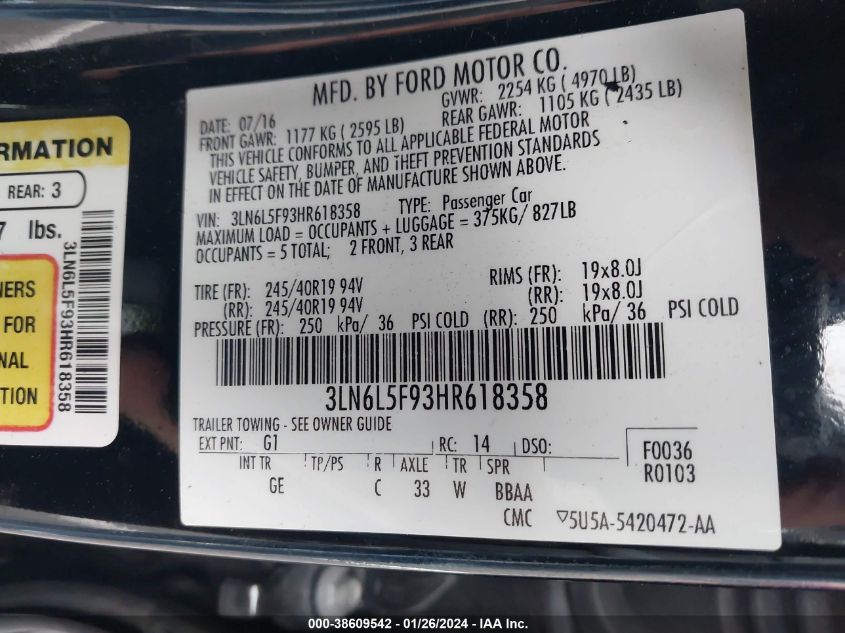 MFD. BY FORD MOTOR CO.
DATE: 07/16 GVWR: 2254 KG ( 4970 LB)
FRONT GAWR: 1177 KG ( 2595 LB) REAR GAWR: 1105 KG ( 2435 LB)
THIS VEHICLE CONFORMS TO ALL APPLICABLE FEDERAL MOTOR
VEHICLE SAFETY, BUMPER, AND THEFT PREVENTION STANDARDS
IN EFFECT ON THE DATE OF MANUFACTURE SHOWN ABOVE.
VIN: 3LN6L5F93HR618358 TYPE: Passenger Car
MAXIMUM LOAD = OCCUPANTS + LUGGAGE = 375KG/ 827LB
OCCUPANTS = 5 TOTAL; 2 FRONT, 3 REAR
TIRE (FR): 245/40R19 94V RIMS (FR): 19x8.0J
(RR): 245/40R19 94V (RR): 19x8.0J
PRESSURE (FR): 250 kPa/ 36 PSI COLD (RR): 250 kPa/ 36 PSI COLD
3LN6L5F93HR618358
TRAILER TOWING - SEE OWNER GUIDE
EXT PNT: G1 RC: 14 DSO: F0036
R0103
INT TR TP/PS R AXLE TR SPR
GE C 33 W BBAA
CMC ▽5U5A-5420472-AA
RMATION
REAR: 3
7 lbs.
NERS
FOR
NAL
TION
3LN6L5F93HR618358
000-38609542 - 01/26/2024 - IAA Inc.